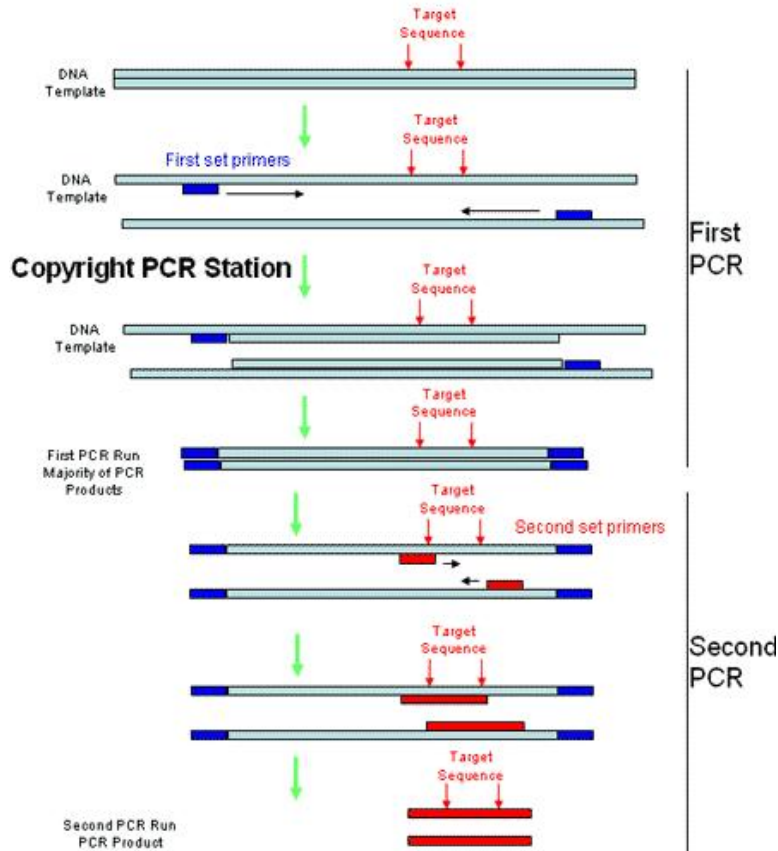 Target
Sequence
DNA
Template
Target
Sequence
First set primers
DNA
Template
First
PCR
Copyright PCR Station
Target
Sequence
DNA
Template
Target
Sequence
First PCR Run
Majority of PCR
Products
Target
Sequence
Second set primers
Second
PCR
Target
Sequence
Target
Sequence
Second PCR Run
PCR Product